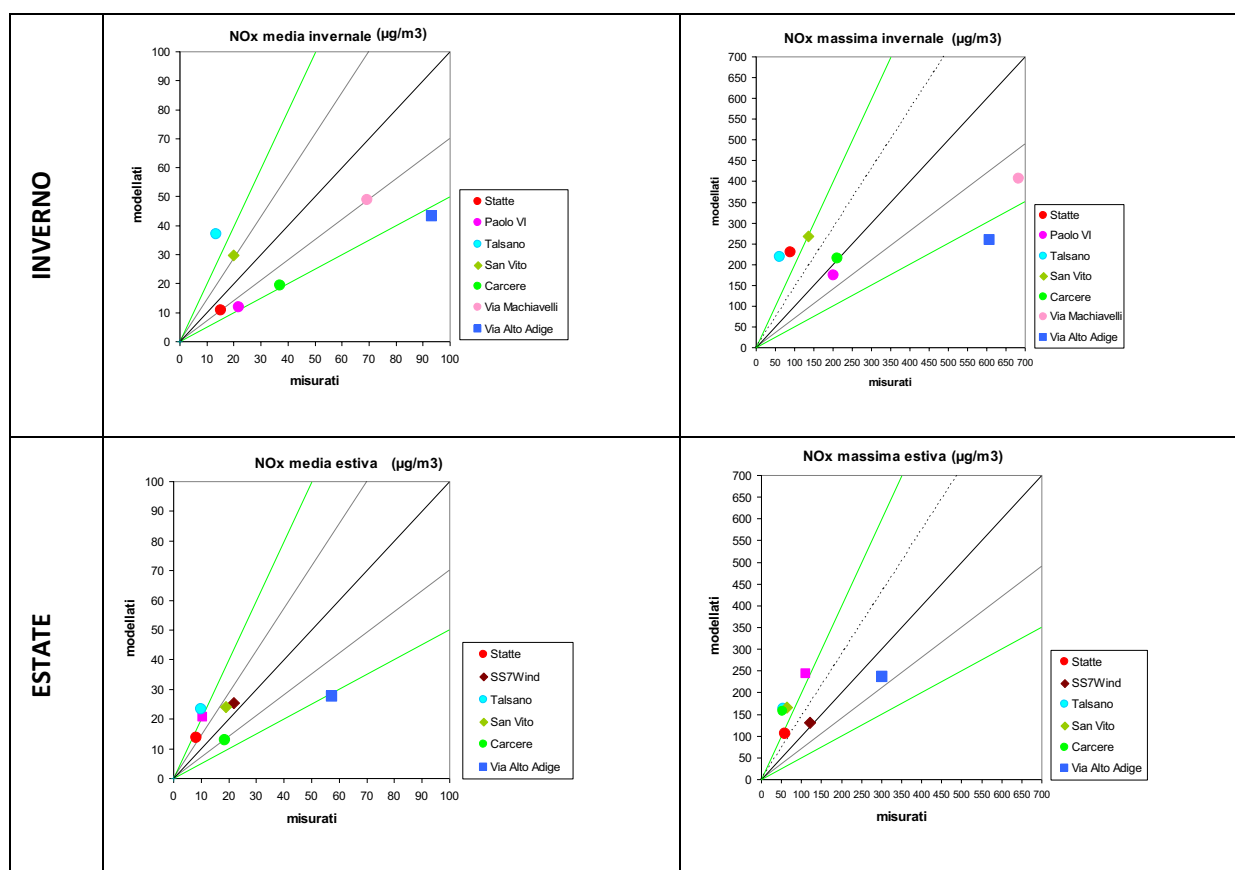 INVERNO
NOx media invernale (µg/m3)
100
90
80
70
60
50
40
30
20
10
0
0 10 20 30 40 50 60 70 80 90 100
modellati
misurati
Statte
Paolo VI
Talsano
San Vito
Carcere
Via Machiavelli
Via Alto Adige
NOx massima invernale (µg/m3)
700
650
600
550
500
450
400
350
300
250
200
150
100
50
0
0 50 100 150 200 250 300 350 400 450 500 550 600 650 700
modellati
misurati
Statte
Paolo VI
Talsano
San Vito
Carcere
Via Machiavelli
Via Alto Adige
ESTATE
NOx media estiva (µg/m3)
100
90
80
70
60
50
40
30
20
10
0
0 10 20 30 40 50 60 70 80 90 100
modellati
misurati
Statte
SS7Wind
Talsano
San Vito
Carcere
Via Alto Adige
NOx massima estiva (µg/m3)
700
650
600
550
500
450
400
350
300
250
200
150
100
50
0
0 50 100 150 200 250 300 350 400 450 500 550 600 650 700
modellati
misurati
Statte
SS7Wind
Talsano
San Vito
Carcere
Via Alto Adige